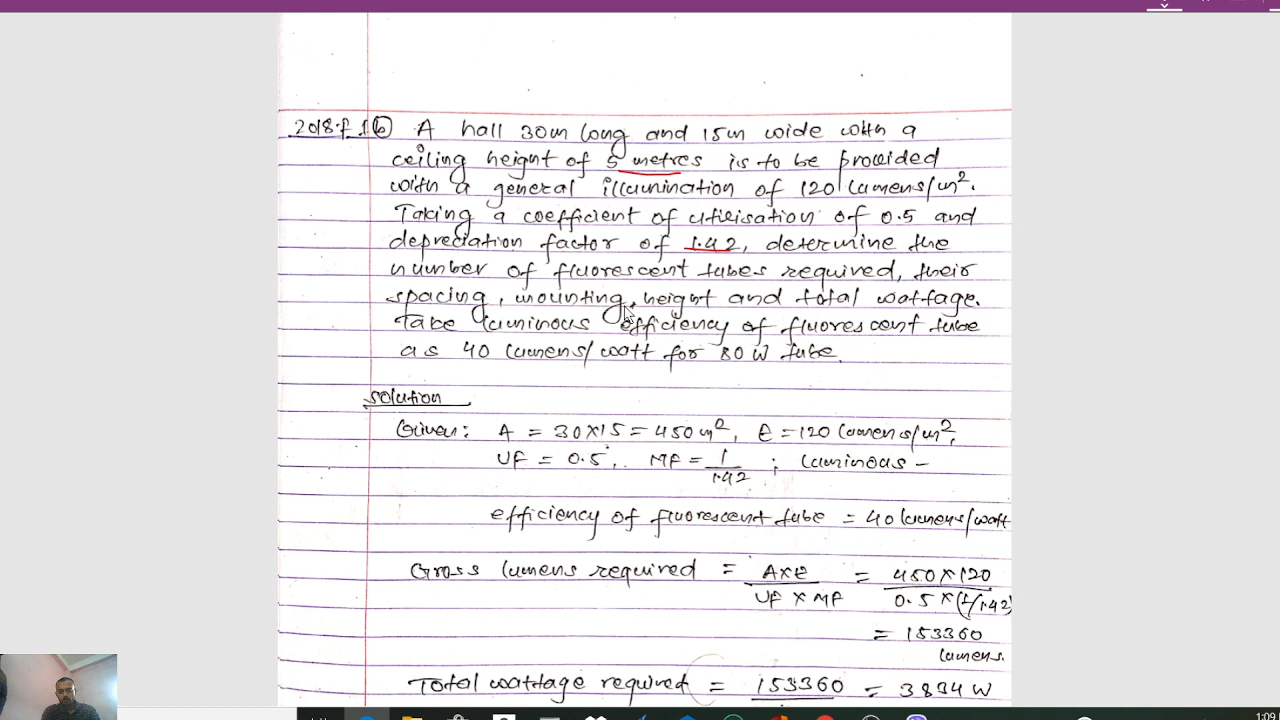 2018·f. 1 (b) A hall 30m long and 15m wide with a
ceiling height of 5 metres is to be provided
with a general illumination of 120 lumens/m².
Taking a coefficient of utilisation of 0.5 and
depreciation factor of 1.42, determine the
number of fluorescent tubes required, their
spacing, mounting, height and total wattage.
Take luminous efficiency of fluorescent tube
as 40 lumens/watt for 80 W tube.
Solution
Given: A = 30×15 = 450 m², E = 120 lumens/m²,
UF = 0.5, MF = 1/1.42 ; luminous –
efficiency of fluorescent tube = 40 lumens/watt
Gross lumens required = A×E / UF × MF = 450×120 / 0.5×(1/1.42)
= 153360
lumens.
Total wattage required = 153360 = 3834 W
1:09